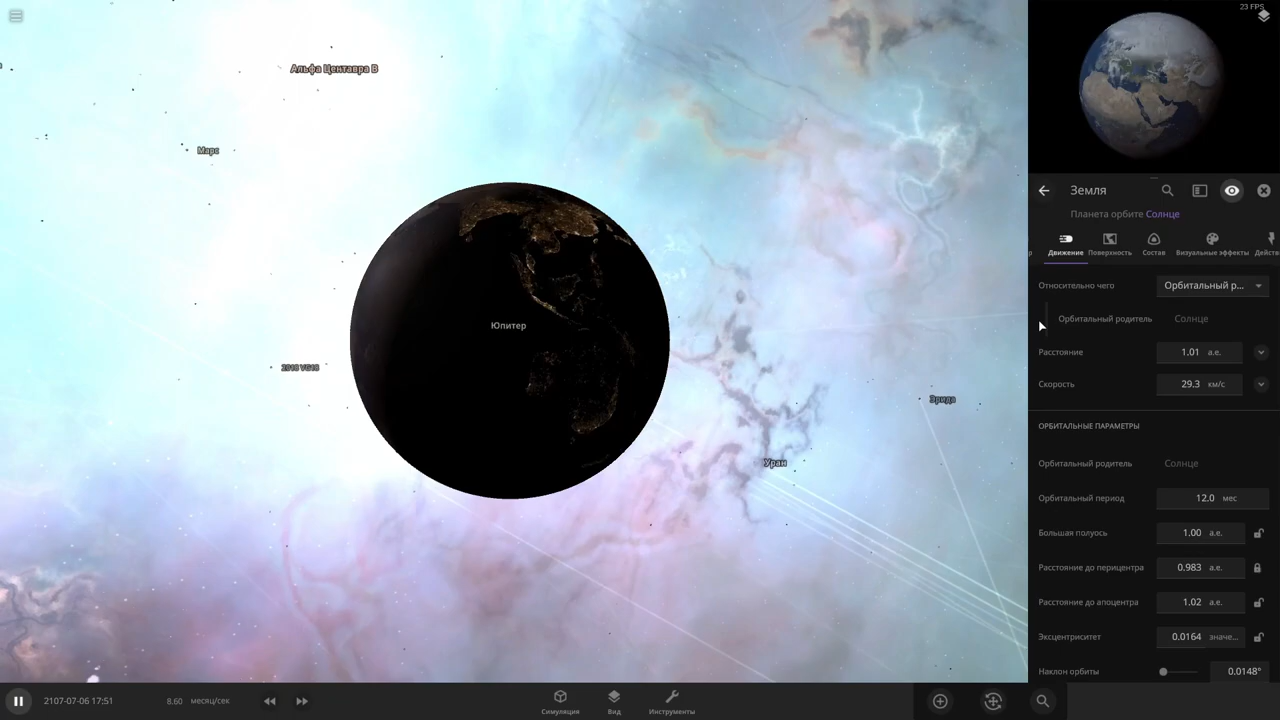 23 FPS
Альфа Центавра B
Марс
Юпитер
2018 VG18
Эрида
Уран
Земля
Планета орбите Солнце
Движение
Поверхность
Состав
Визуальные эффекты
Действ
Относительно чего
Орбитальный р...
Орбитальный родитель
Солнце
Расстояние
1.01 а.е.
Скорость
29.3 км/с
ОРБИТАЛЬНЫЕ ПАРАМЕТРЫ
Орбитальный родитель
Солнце
Орбитальный период
12.0 мес
Большая полуось
1.00 а.е.
Расстояние до перицентра
0.983 а.е.
Расстояние до апоцентра
1.02 а.е.
Эксцентриситет
0.0164 значе...
Наклон орбиты
0.0148°
2107-07-06 17:51
8.60 месяц/сек
Симуляция
Вид
Инструменты